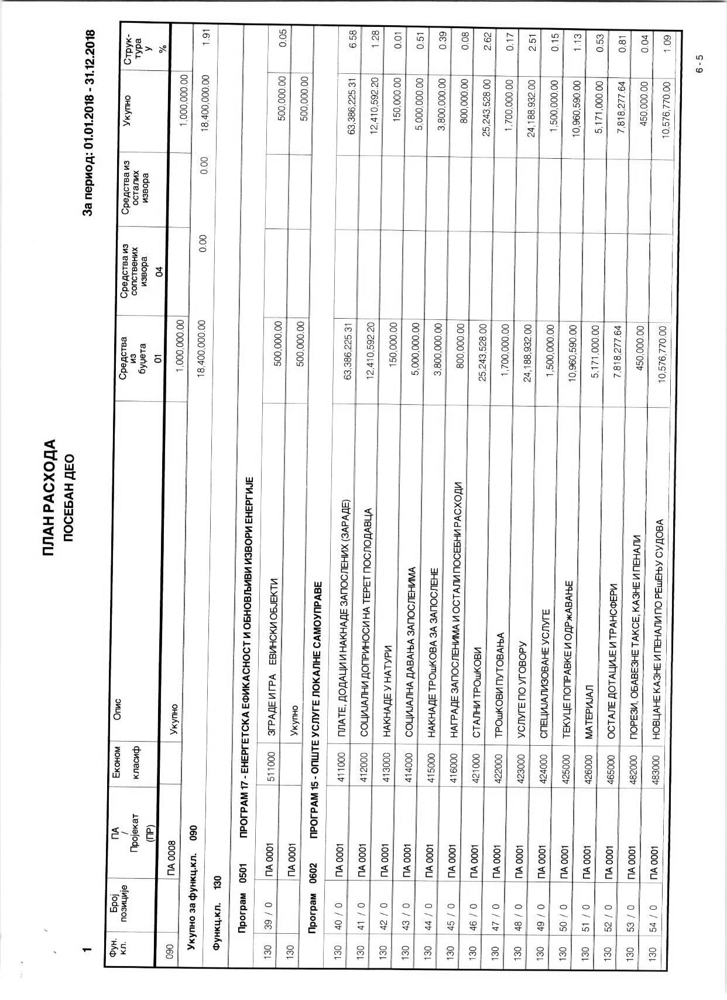 ПЛАН РАСХОДА
ПОСЕБАН ДЕО
1 За период: 01.01.2018 - 31.12.2018
Фун. кл. | Број позиције | ПА / Пројекат (ПР) | Економ класиф | Опис | Средства из буџета 01 | Средства из сопствених извора 04 | Средства из осталих извора | Укупно | Струк- тура у %
090 ПА 0008 Укупно 1,000,000.00 1,000,000.00
Укупно за функц.кл. 090 18,400,000.00 0.00 0.00 18,400,000.00 1.91
Функц.кл. 130
Програм 0501 ПРОГРАМ 17 - ЕНЕРГЕТСКА ЕФИКАСНОСТ И ОБНОВЉИВИ ИЗВОРИ ЕНЕРГИЈЕ
130 39 / 0 ПА 0001 511000 ЗГРАДЕ И ГРА ЕВИНСКИ ОБЈЕКТИ 500,000.00 500,000.00 0.05
130 ПА 0001 Укупно 500,000.00 500,000.00
Програм 0602 ПРОГРАМ 15 - ОПШТЕ УСЛУГЕ ЛОКАЛНЕ САМОУПРАВЕ
130 40 / 0 ПА 0001 411000 ПЛАТЕ, ДОДАЦИ И НАКНАДЕ ЗАПОСЛЕНИХ (ЗАРАДЕ) 63,386,225.31 63,386,225.31 6.58
130 41 / 0 ПА 0001 412000 СОЦИЈАЛНИ ДОПРИНОСИ НА ТЕРЕТ ПОСЛОДАВЦА 12,410,592.20 12,410,592.20 1.28
130 42 / 0 ПА 0001 413000 НАКНАДЕ У НАТУРИ 150,000.00 150,000.00 0.01
130 43 / 0 ПА 0001 414000 СОЦИЈАЛНА ДАВАЊА ЗАПОСЛЕНИМА 5,000,000.00 5,000,000.00 0.51
130 44 / 0 ПА 0001 415000 НАКНАДЕ ТРОшКОВА ЗА ЗАПОСЛЕНЕ 3,800,000.00 3,800,000.00 0.39
130 45 / 0 ПА 0001 416000 НАГРАДЕ ЗАПОСЛЕНИМА И ОСТАЛИ ПОСЕБНИ РАСХОДИ 800,000.00 800,000.00 0.08
130 46 / 0 ПА 0001 421000 СТАЛНИ ТРОшКОВИ 25,243,528.00 25,243,528.00 2.62
130 47 / 0 ПА 0001 422000 ТРОшКОВИ ПУТОВАЊА 1,700,000.00 1,700,000.00 0.17
130 48 / 0 ПА 0001 423000 УСЛУГЕ ПО УГОВОРУ 24,188,932.00 24,188,932.00 2.51
130 49 / 0 ПА 0001 424000 СПЕЦИЈАЛИЗОВАНЕ УСЛУГЕ 1,500,000.00 1,500,000.00 0.15
130 50 / 0 ПА 0001 425000 ТЕКУЦЕ ПОПРАВКЕ И ОДРжАВАЊЕ 10,960,590.00 10,960,590.00 1.13
130 51 / 0 ПА 0001 426000 МАТЕРИЈАЛ 5,171,000.00 5,171,000.00 0.53
130 52 / 0 ПА 0001 465000 ОСТАЛЕ ДОТАЦИЈЕ И ТРАНСФЕРИ 7,818,277.64 7,818,277.64 0.81
130 53 / 0 ПА 0001 482000 ПОРЕЗИ, ОБАВЕЗНЕ ТАКСЕ, КАЗНЕ И ПЕНАЛИ 450,000.00 450,000.00 0.04
130 54 / 0 ПА 0001 483000 НОВЦАНЕ КАЗНЕ И ПЕНАЛИ ПО РЕшЕЊУ СУДОВА 10,576,770.00 10,576,770.00 1.09
6 - 5